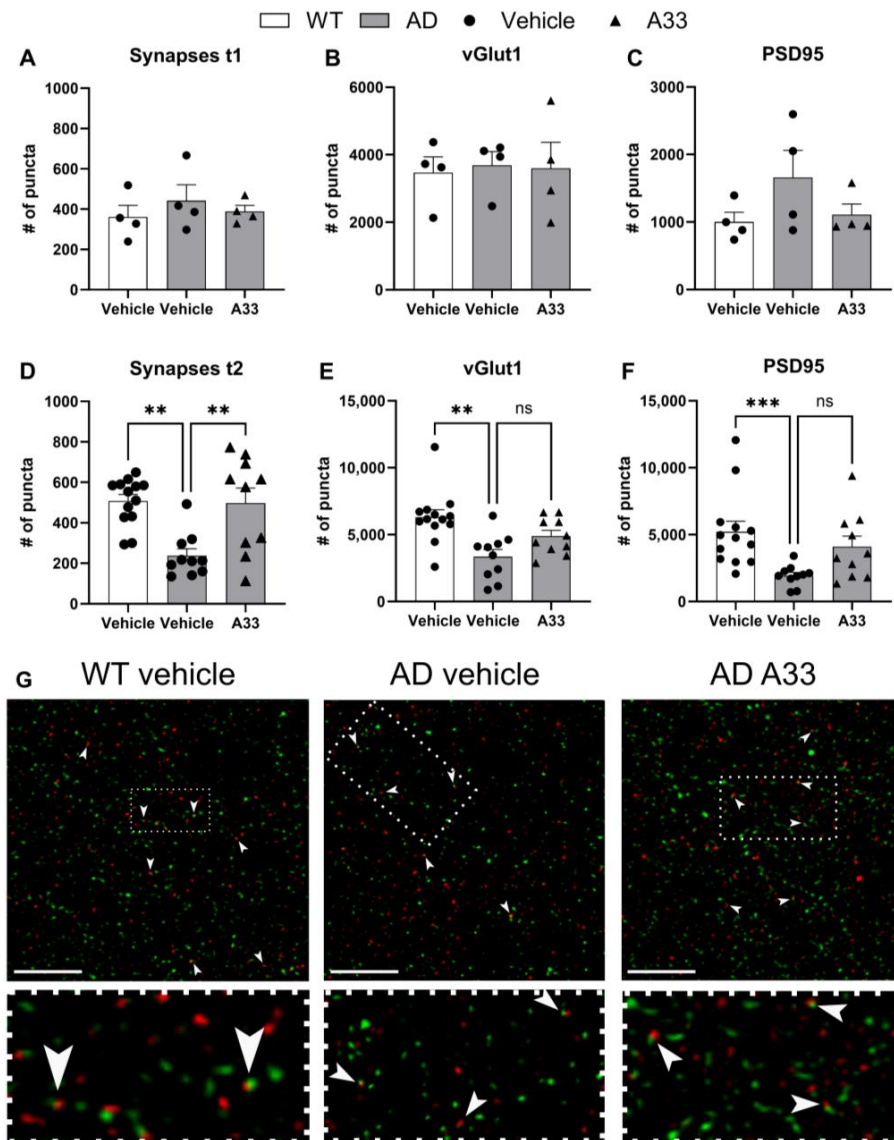 WT AD Vehicle A33
A Synapses t1
B vGlut1
C PSD95
# of puncta
1000
800
600
400
200
0
Vehicle Vehicle A33
# of puncta
6000
4000
2000
0
Vehicle Vehicle A33
# of puncta
3000
2000
1000
0
Vehicle Vehicle A33
D Synapses t2
E vGlut1
F PSD95
# of puncta
1000
800
600
400
200
0
** **
Vehicle Vehicle A33
# of puncta
15,000
10,000
5,000
0
** ns
Vehicle Vehicle A33
# of puncta
15,000
10,000
5,000
0
*** ns
Vehicle Vehicle A33
G WT vehicle AD vehicle AD A33